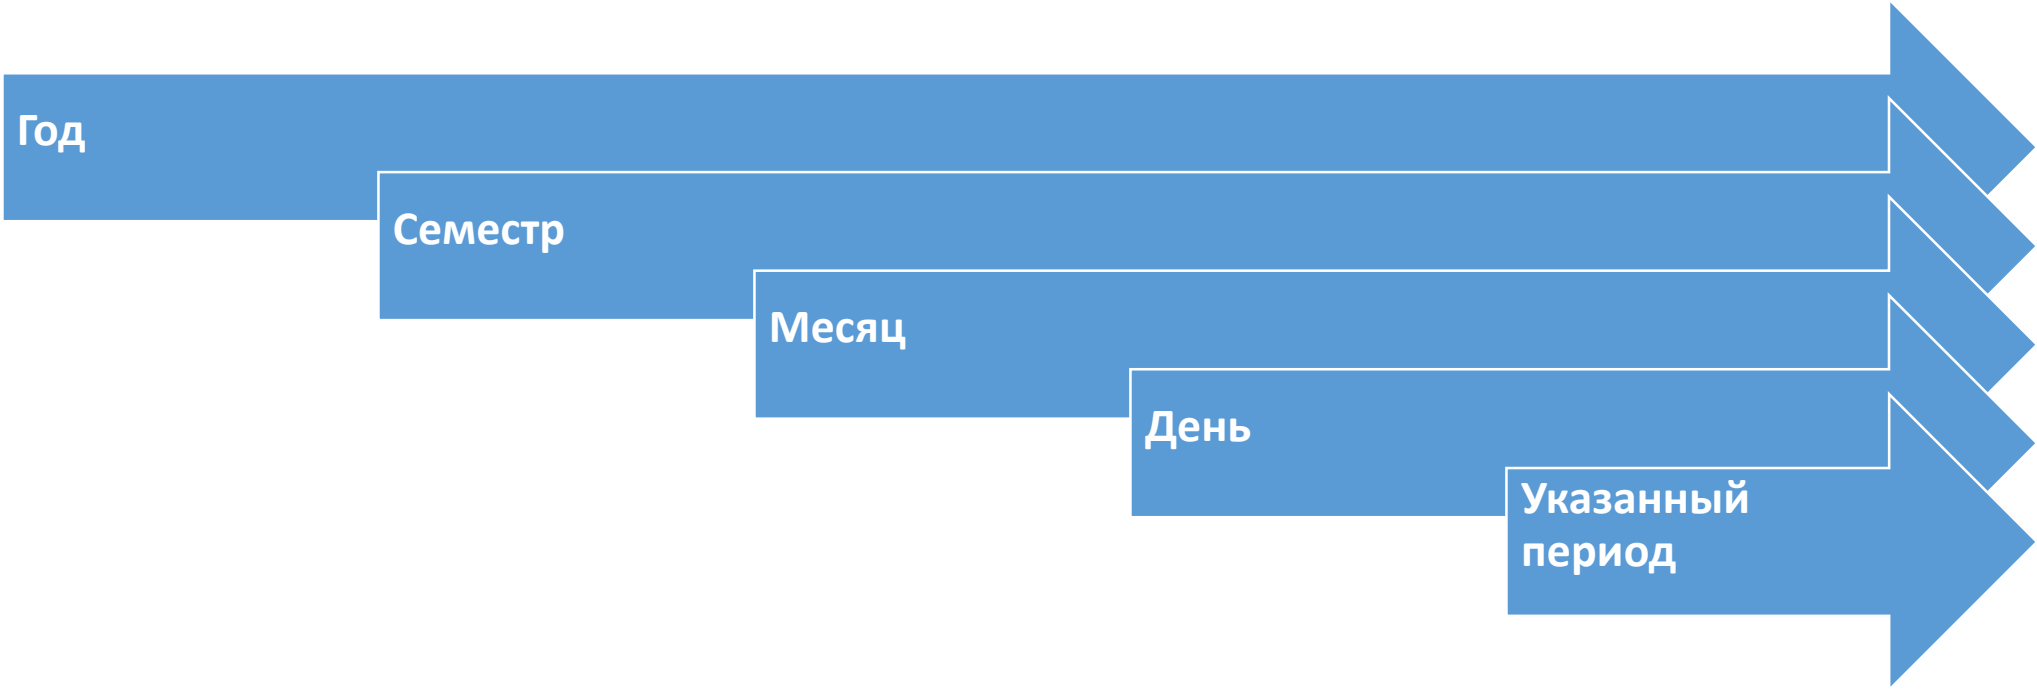 Год
Семестр
Месяц
День
Указанный
период